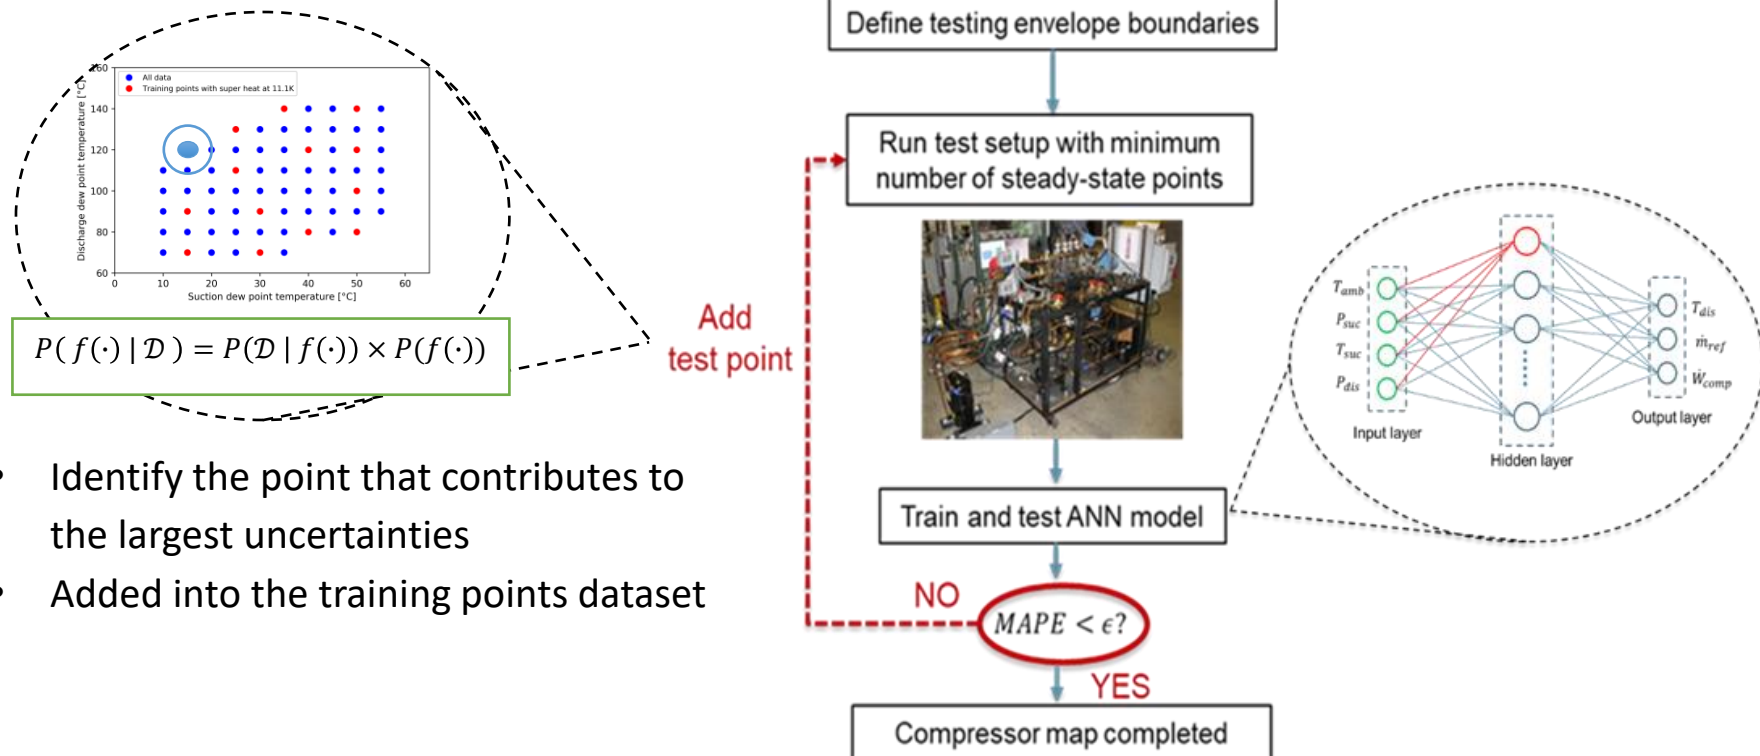 Define testing envelope boundaries
Run test setup with minimum
number of steady-state points
Train and test ANN model
MAPE < ϵ?
NO
YES
Compressor map completed
Add
test point
All data
Training points with super heat at 11.1K
Discharge dew point temperature [°C]
160
140
120
100
80
60
0 10 20 30 40 50 60
Suction dew point temperature [°C]
P( f(·) | 𝒟 ) = P(𝒟 | f(·)) × P(f(·))
• Identify the point that contributes to
the largest uncertainties
• Added into the training points dataset
T_amb
P_suc
T_suc
P_dis
Input layer
Hidden layer
T_dis
ṁ_ref
Ẇ_comp
Output layer